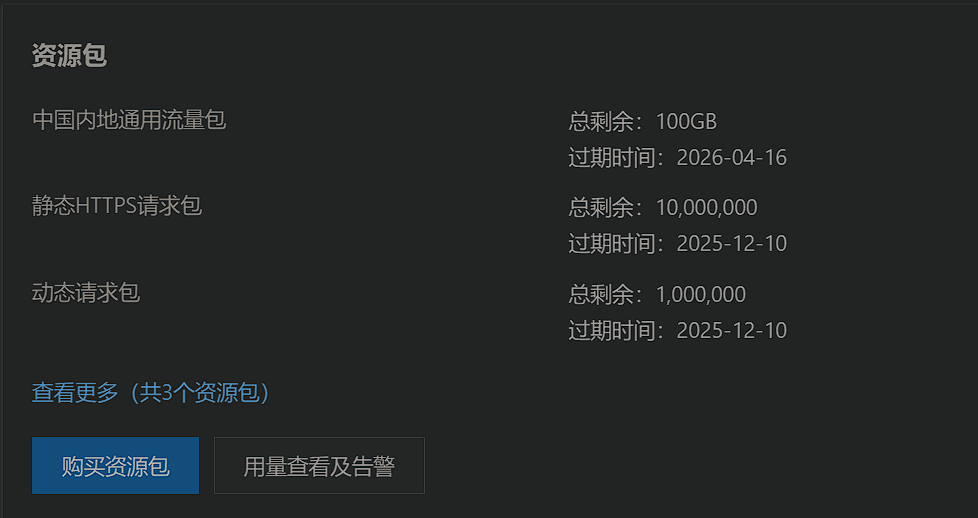 资源包
中国内地通用流量包
总剩余：100GB
过期时间：2026-04-16
静态HTTPS请求包
总剩余：10,000,000
过期时间：2025-12-10
动态请求包
总剩余：1,000,000
过期时间：2025-12-10
查看更多（共3个资源包）
购买资源包
用量查看及告警